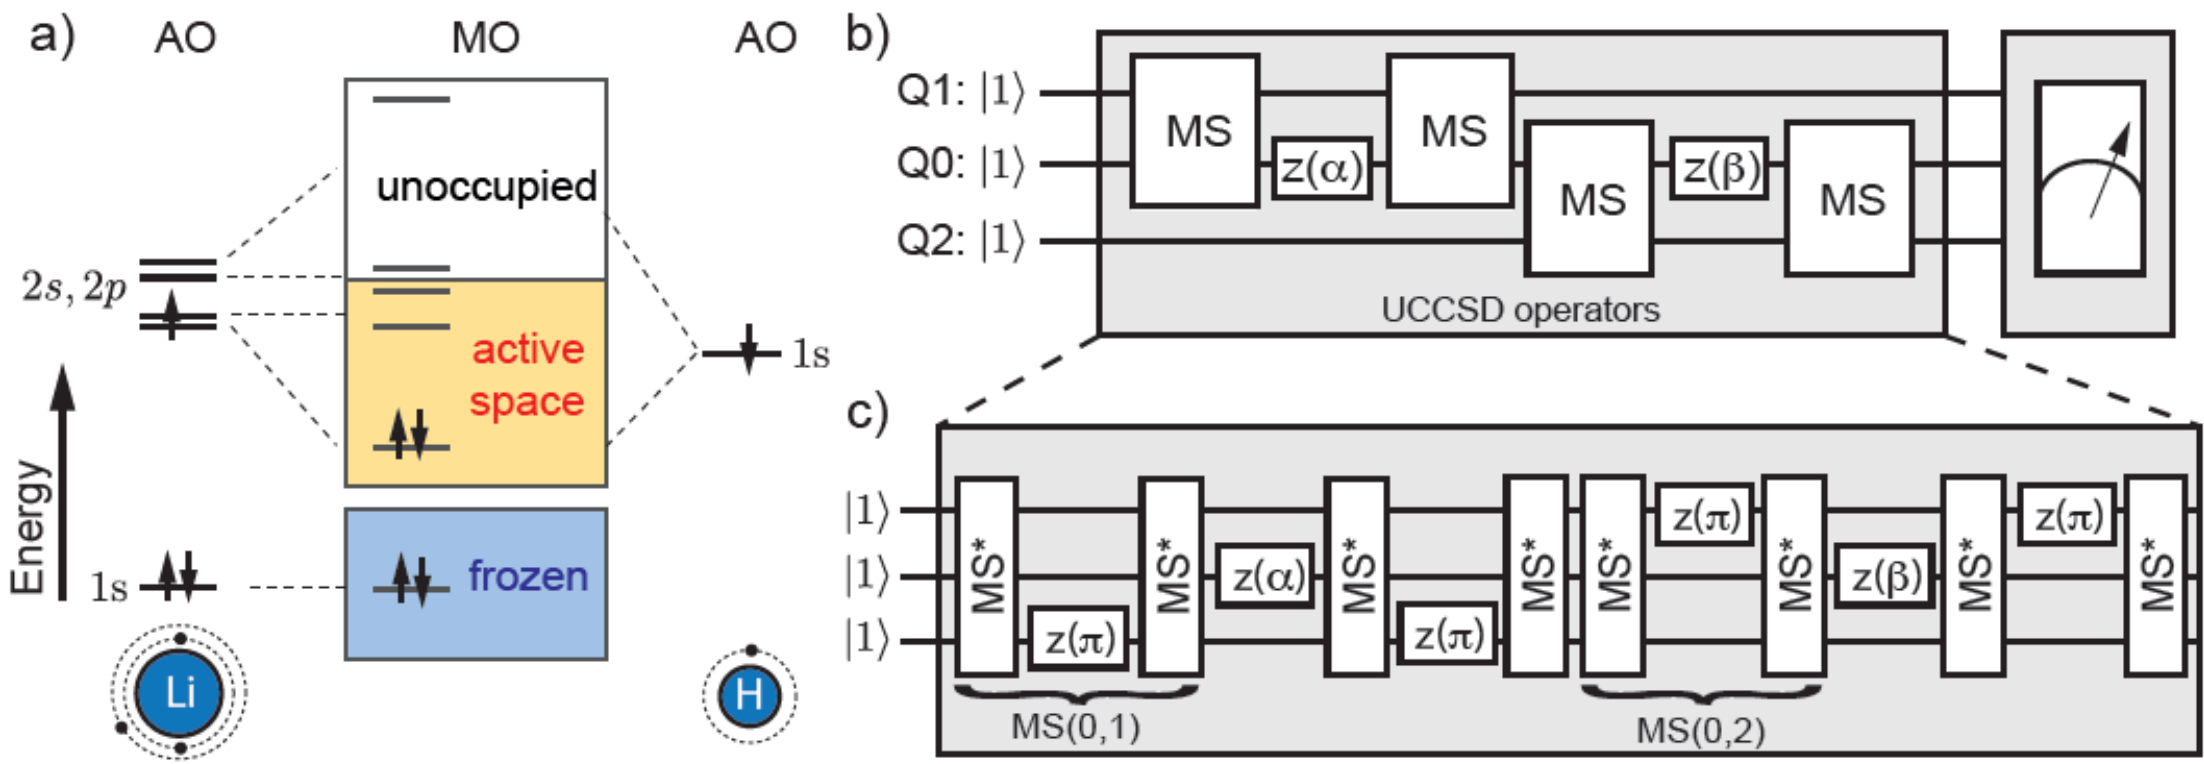 a) AO MO AO
unoccupied
2s, 2p
active
space
1s
Energy
1s
frozen
Li
H
b)
Q1: |1⟩ MS MS
Q0: |1⟩ z(α) MS z(β) MS
Q2: |1⟩
UCCSD operators
c)
|1⟩ MS* MS* MS* MS* MS* z(π) MS* MS* z(π) MS*
|1⟩ z(α) z(β)
|1⟩ z(π) z(π)
MS(0,1) MS(0,2)